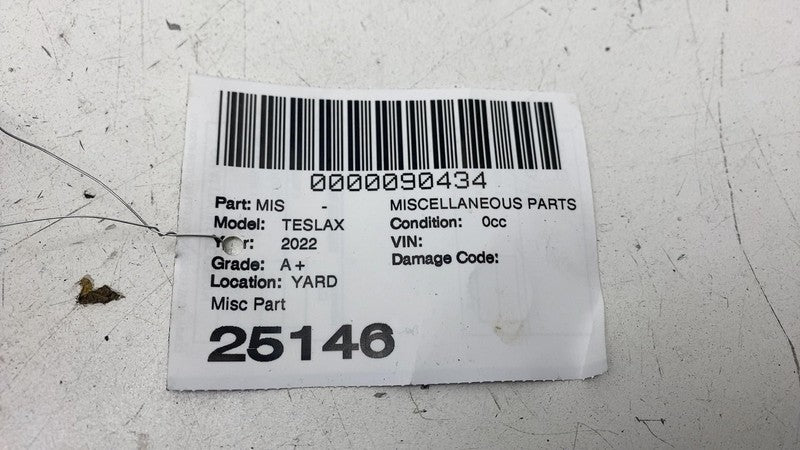 0000090434
Part: MIS - MISCELLANEOUS PARTS
Model: TESLAX Condition: 0cc
r: 2022 VIN:
Grade: A+ Damage Code:
Location: YARD
Misc Part
25146